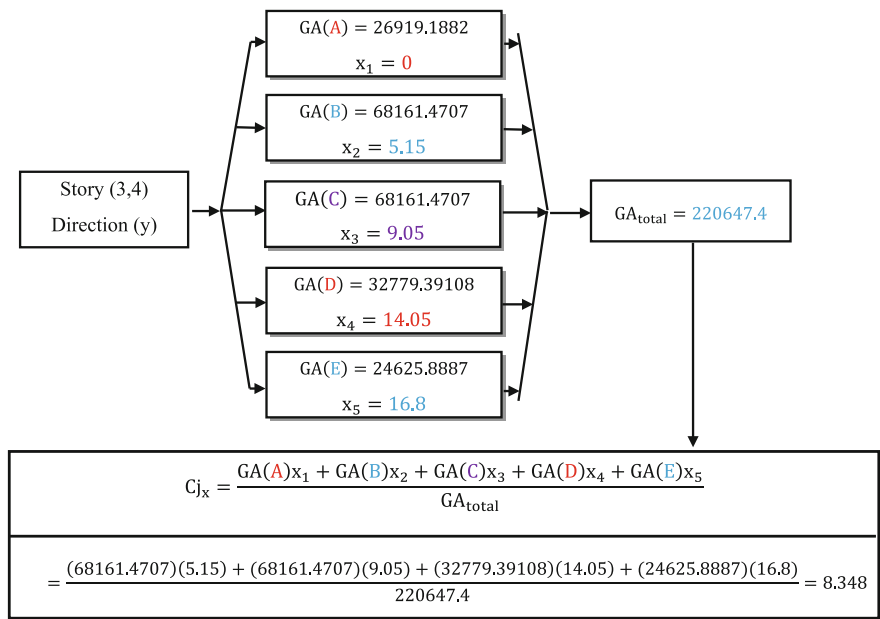 GA(A) = 26919.1882
x₁ = 0
GA(B) = 68161.4707
x₂ = 5.15
Story (3,4)
Direction (y)
GA(C) = 68161.4707
x₃ = 9.05
GA_total = 220647.4
GA(D) = 32779.39108
x₄ = 14.05
GA(E) = 24625.8887
x₅ = 16.8
Cj_x = (GA(A)x₁ + GA(B)x₂ + GA(C)x₃ + GA(D)x₄ + GA(E)x₅) / GA_total
= ((68161.4707)(5.15) + (68161.4707)(9.05) + (32779.39108)(14.05) + (24625.8887)(16.8)) / 220647.4 = 8.348